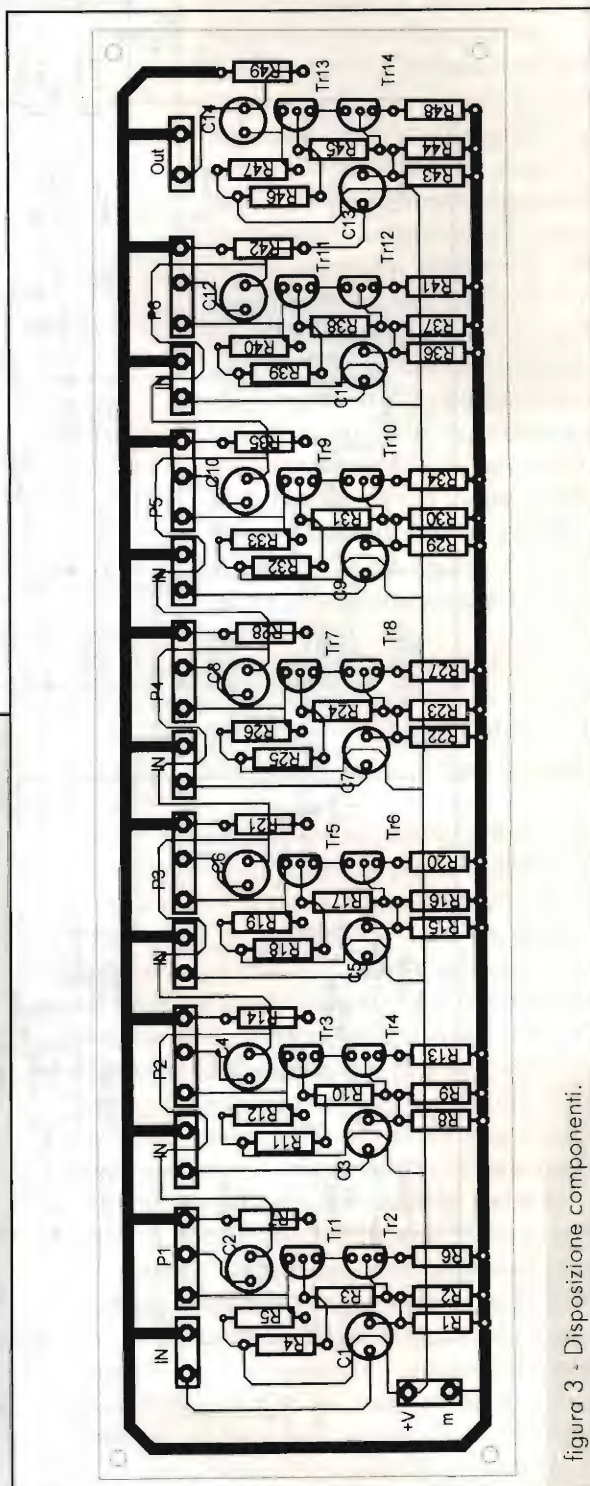 R49
Tr13
Tr14
C14
R48
Out
R47
R45
R44
R46
R43
C13
R42
Tr11
Tr12
P6
C12
R41
R40
R38
R37
IN
R39
R36
R35
Tr9
Tr10
P5
C10
R34
R33
R31
R30
IN
R32
R29
C9
R28
Tr7
Tr8
P4
C8
R27
R26
R24
R23
IN
R25
R22
C7
R21
Tr5
Tr6
P3
R20
R19
R17
R16
IN
R18
R15
C5
R14
Tr3
Tr4
P2
R13
R12
R10
R9
IN
R11
R8
C3
P1
C2
Tr1
Tr2
R6
R5
R3
R2
IN
R4
R1
C1
+V
m
figura 3 - Disposizione componenti.